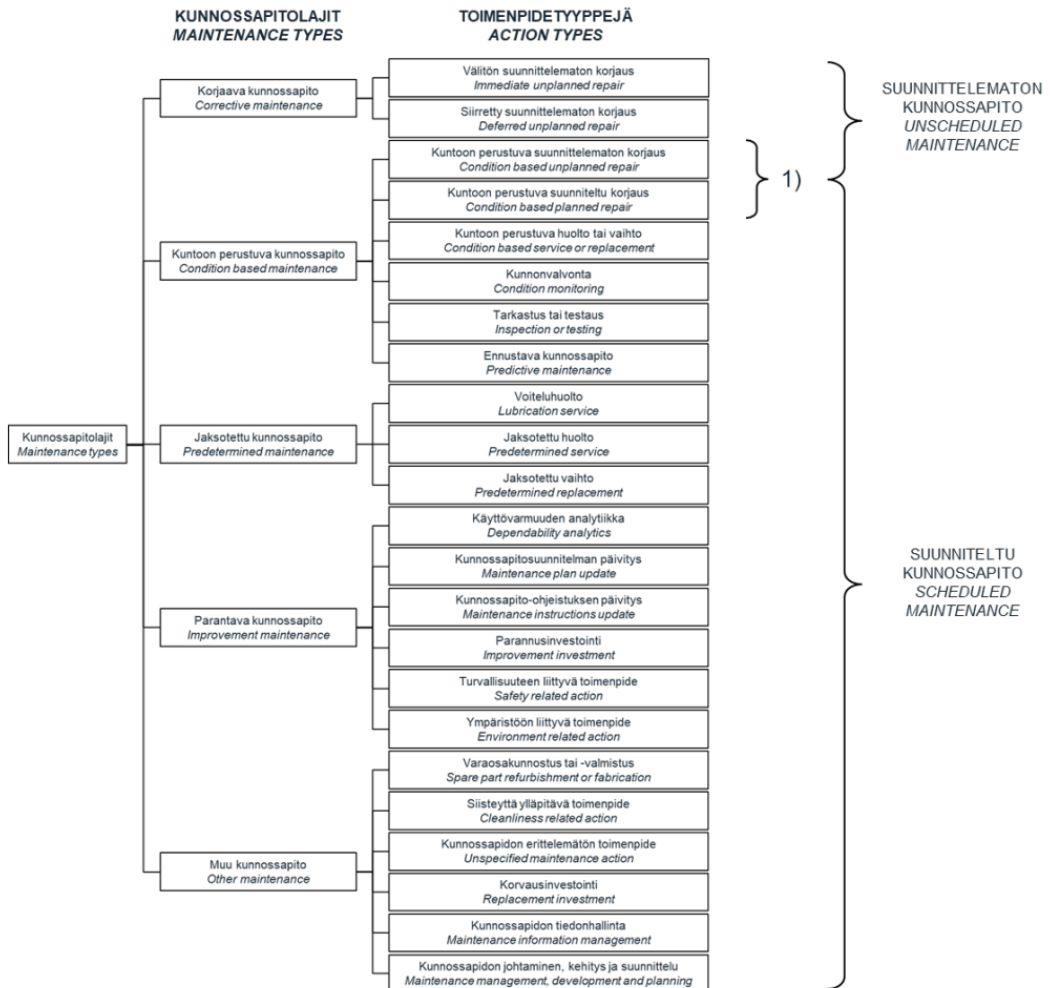 KUNNOSSAPITOLAJIT
MAINTENANCE TYPES
TOIMENPIDETYYPPEJÄ
ACTION TYPES
Kunnossapitolajit
Maintenance types
Korjaava kunnossapito
Corrective maintenance
Välitön suunnittelematon korjaus
Immediate unplanned repair
Siirretty suunnittelematon korjaus
Deferred unplanned repair
Kuntoon perustuva kunnossapito
Condition based maintenance
Kuntoon perustuva suunnittelematon korjaus
Condition based unplanned repair
Kuntoon perustuva suunniteltu korjaus
Condition based planned repair
Kuntoon perustuva huolto tai vaihto
Condition based service or replacement
Kunnonvalvonta
Condition monitoring
Tarkastus tai testaus
Inspection or testing
Ennustava kunnossapito
Predictive maintenance
Jaksotettu kunnossapito
Predetermined maintenance
Voiteluhuolto
Lubrication service
Jaksotettu huolto
Predetermined service
Jaksotettu vaihto
Predetermined replacement
Parantava kunnossapito
Improvement maintenance
Käyttövarmuuden analytiikka
Dependability analytics
Kunnossapitosuunnitelman päivitys
Maintenance plan update
Kunnossapito-ohjeistuksen päivitys
Maintenance instructions update
Parannusinvestointi
Improvement investment
Turvallisuuteen liittyvä toimenpide
Safety related action
Ympäristöön liittyvä toimenpide
Environment related action
Muu kunnossapito
Other maintenance
Varaosakunnostus tai -valmistus
Spare part refurbishment or fabrication
Siisteyttä ylläpitävä toimenpide
Cleanliness related action
Kunnossapidon erittelemätön toimenpide
Unspecified maintenance action
Korvausinvestointi
Replacement investment
Kunnossapidon tiedonhallinta
Maintenance information management
Kunnossapidon johtaminen, kehitys ja suunnittelu
Maintenance management, development and planning
1)
SUUNNITTELEMATON
KUNNOSSAPITO
UNSCHEDULED
MAINTENANCE
SUUNNITELTU
KUNNOSSAPITO
SCHEDULED
MAINTENANCE